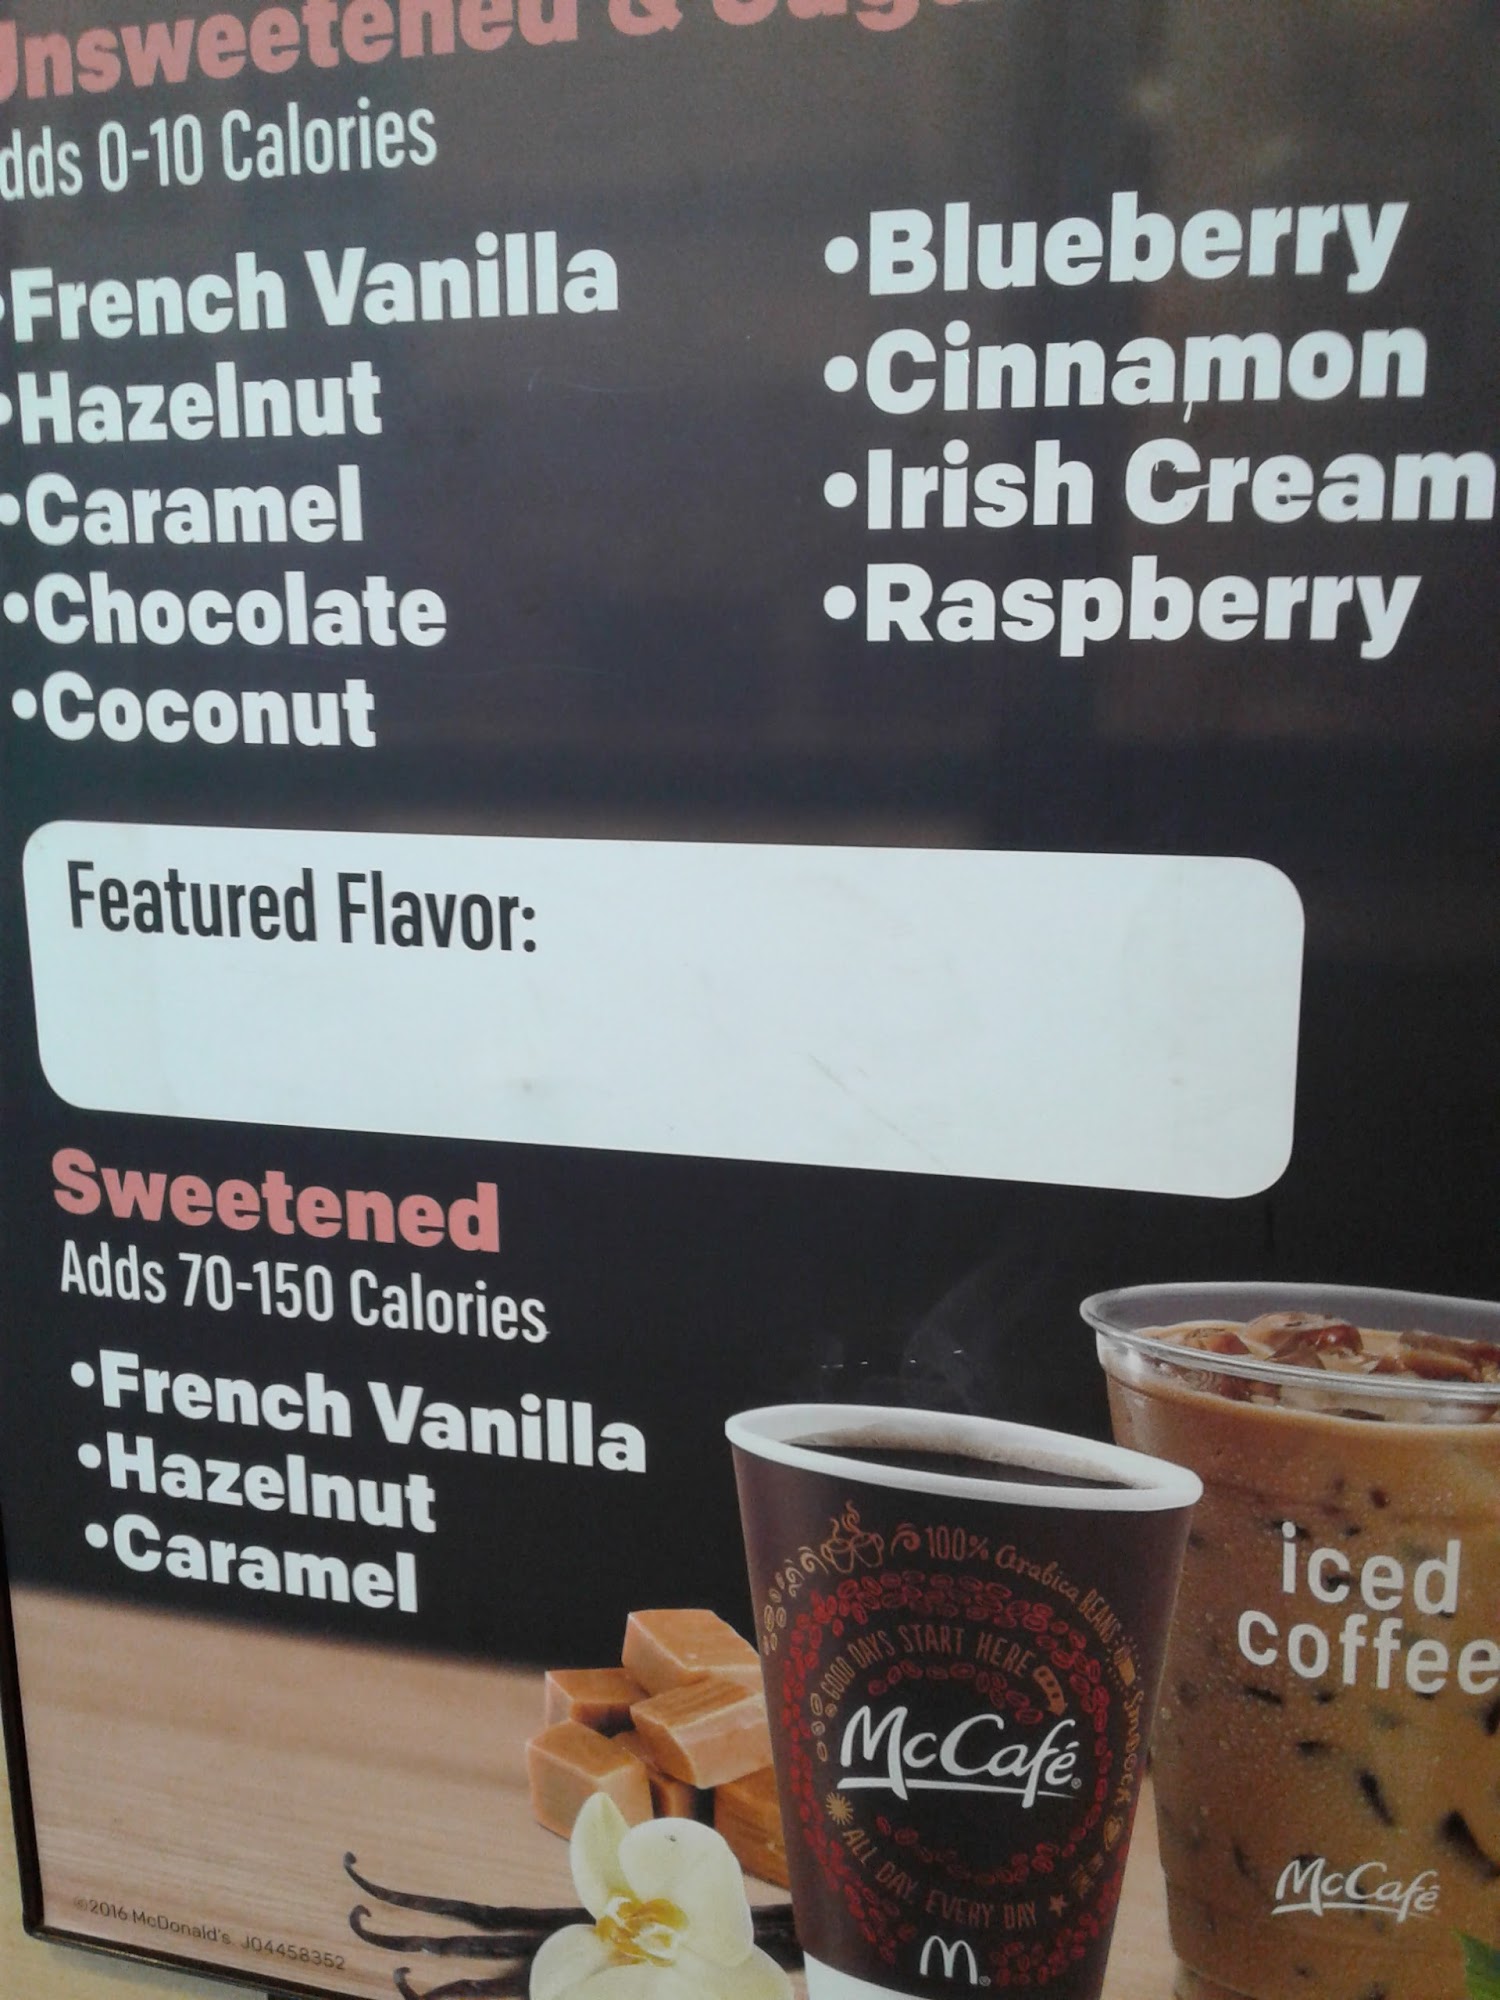 Unsweetened &
Adds 0-10 Calories
•French Vanilla
•Hazelnut
•Caramel
•Chocolate
•Coconut
•Blueberry
•Cinnamon
•Irish Cream
•Raspberry
Featured Flavor:
Sweetened
Adds 70-150 Calories
•French Vanilla
•Hazelnut
•Caramel
100% Arabica BEANS
GOOD DAYS START HERE
McCafé®
ALL DAY EVERY DAY
M®
iced
coffee
McCafé
©2016 McDonald's. J04458352